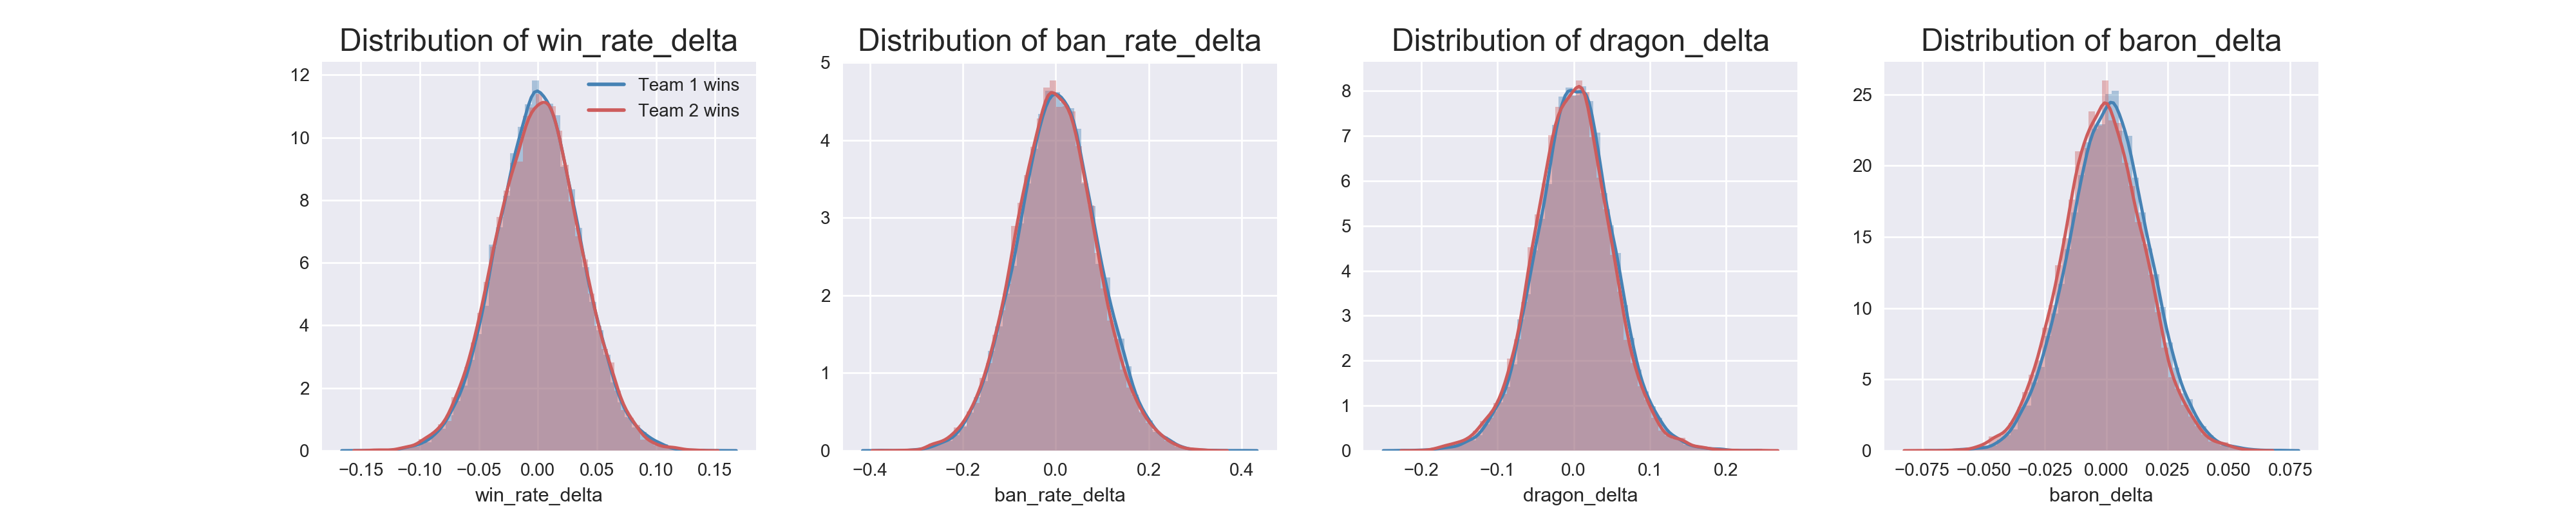 Distribution of win_rate_delta
12
10
8
6
4
2
0
Team 1 wins
Team 2 wins
−0.15 −0.10 −0.05 0.00 0.05 0.10 0.15
win_rate_delta
Distribution of ban_rate_delta
5
4
3
2
1
0
−0.4 −0.2 0.0 0.2 0.4
ban_rate_delta
Distribution of dragon_delta
8
7
6
5
4
3
2
1
0
−0.2 −0.1 0.0 0.1 0.2
dragon_delta
Distribution of baron_delta
25
20
15
10
5
0
−0.075 −0.050 −0.025 0.000 0.025 0.050 0.075
baron_delta